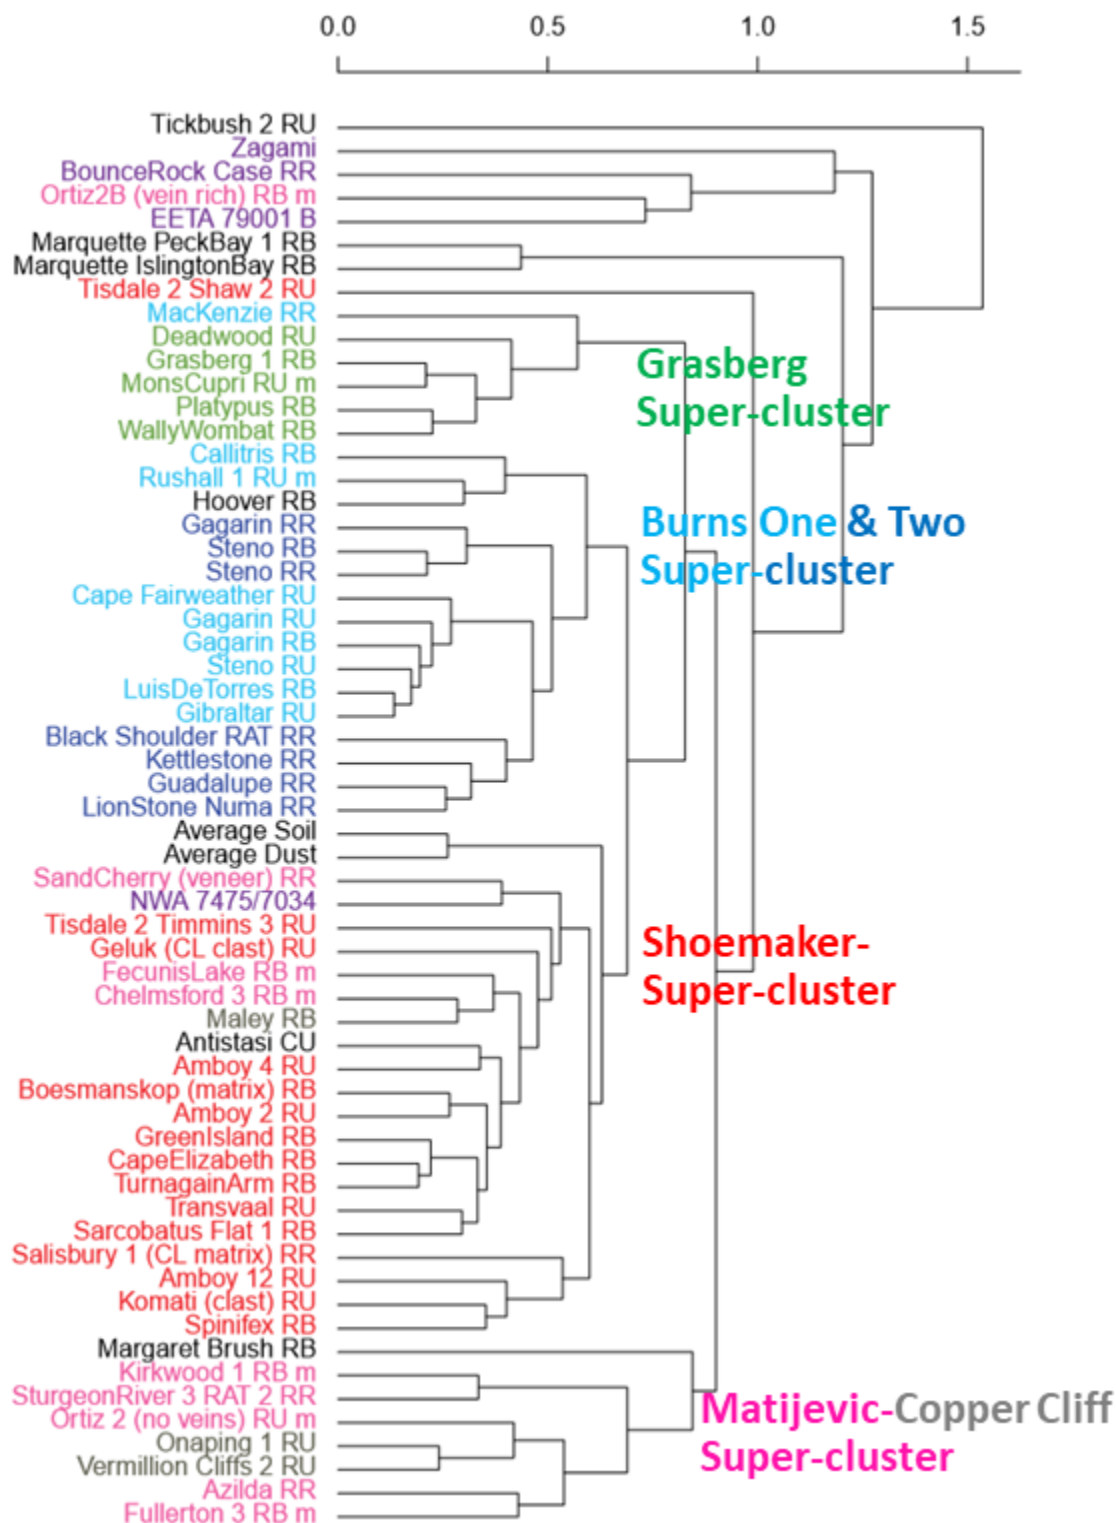 0.0 0.5 1.0 1.5
Tickbush 2 RU
Zagami
BounceRock Case RR
Ortiz2B (vein rich) RB m
EETA 79001 B
Marquette PeckBay 1 RB
Marquette IslingtonBay RB
Tisdale 2 Shaw 2 RU
MacKenzie RR
Deadwood RU
Grasberg 1 RB
MonsCupri RU m
Platypus RB
WallyWombat RB
Callitris RB
Rushall 1 RU m
Hoover RB
Gagarin RR
Steno RB
Steno RR
Cape Fairweather RU
Gagarin RU
Gagarin RB
Steno RU
LuisDeTorres RB
Gibraltar RU
Black Shoulder RAT RR
Kettlestone RR
Guadalupe RR
LionStone Numa RR
Average Soil
Average Dust
SandCherry (veneer) RR
NWA 7475/7034
Tisdale 2 Timmins 3 RU
Geluk (CL clast) RU
FecunisLake RB m
Chelmsford 3 RB m
Maley RB
Antistasi CU
Amboy 4 RU
Boesmanskop (matrix) RB
Amboy 2 RU
GreenIsland RB
CapeElizabeth RB
TurnagainArm RB
Transvaal RU
Sarcobatus Flat 1 RB
Salisbury 1 (CL matrix) RR
Amboy 12 RU
Komati (clast) RU
Spinifex RB
Margaret Brush RB
Kirkwood 1 RB m
SturgeonRiver 3 RAT 2 RR
Ortiz 2 (no veins) RU m
Onaping 1 RU
Vermillion Cliffs 2 RU
Azilda RR
Fullerton 3 RB m
Grasberg
Super-cluster
Burns One & Two
Super-cluster
Shoemaker-
Super-cluster
Matijevic-Copper Cliff
Super-cluster